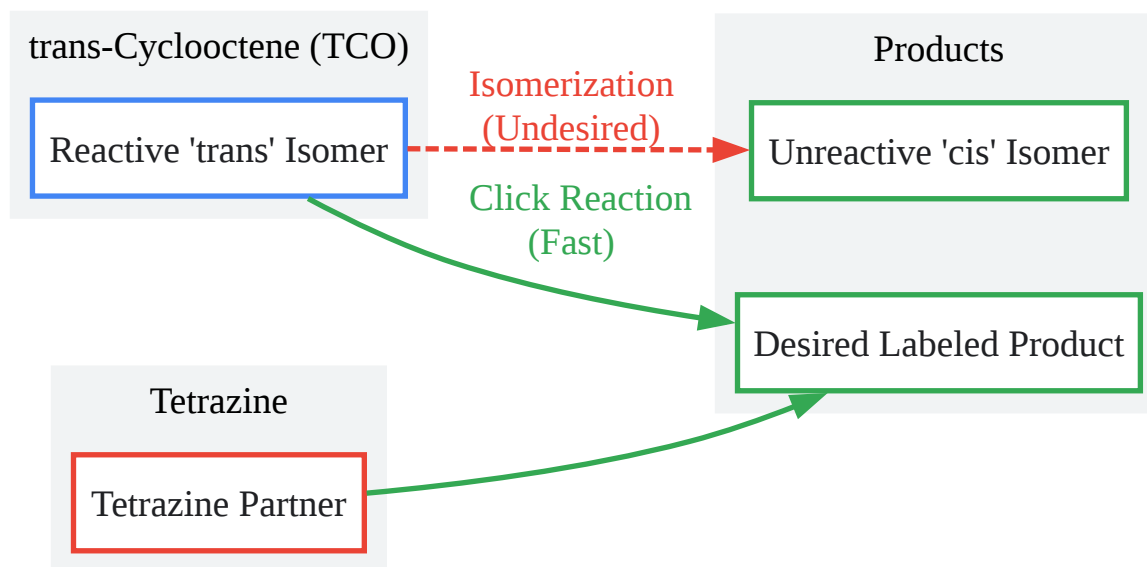 trans-Cyclooctene (TCO)
Reactive 'trans' Isomer
Isomerization
(Undesired)
Click Reaction
(Fast)
Products
Unreactive 'cis' Isomer
Desired Labeled Product
Tetrazine
Tetrazine Partner